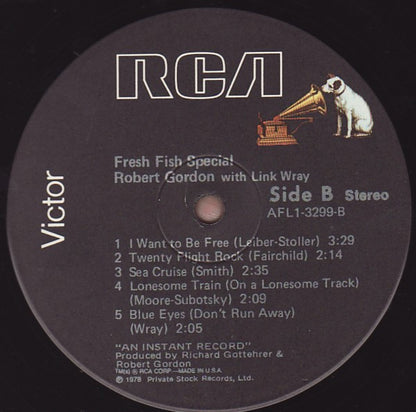 RCA
Victor
Fresh Fish Special
Robert Gordon with Link Wray
Side B Stereo
AFL1-3299-B
1 I Want to Be Free (Leiber-Stoller) 3:29
2 Twenty Flight Rock (Fairchild) 2:14
3 Sea Cruise (Smith) 2:35
4 Lonesome Train (On a Lonesome Track)
(Moore-Subotsky) 2:09
5 Blue Eyes (Don't Run Away)
(Wray) 2:05
"AN INSTANT RECORD"
Produced by Richard Gottehrer &
Robert Gordon
TM(s) ® RCA CORP.—MADE IN U.S.A.
© 1978 Private Stock Records, Ltd.